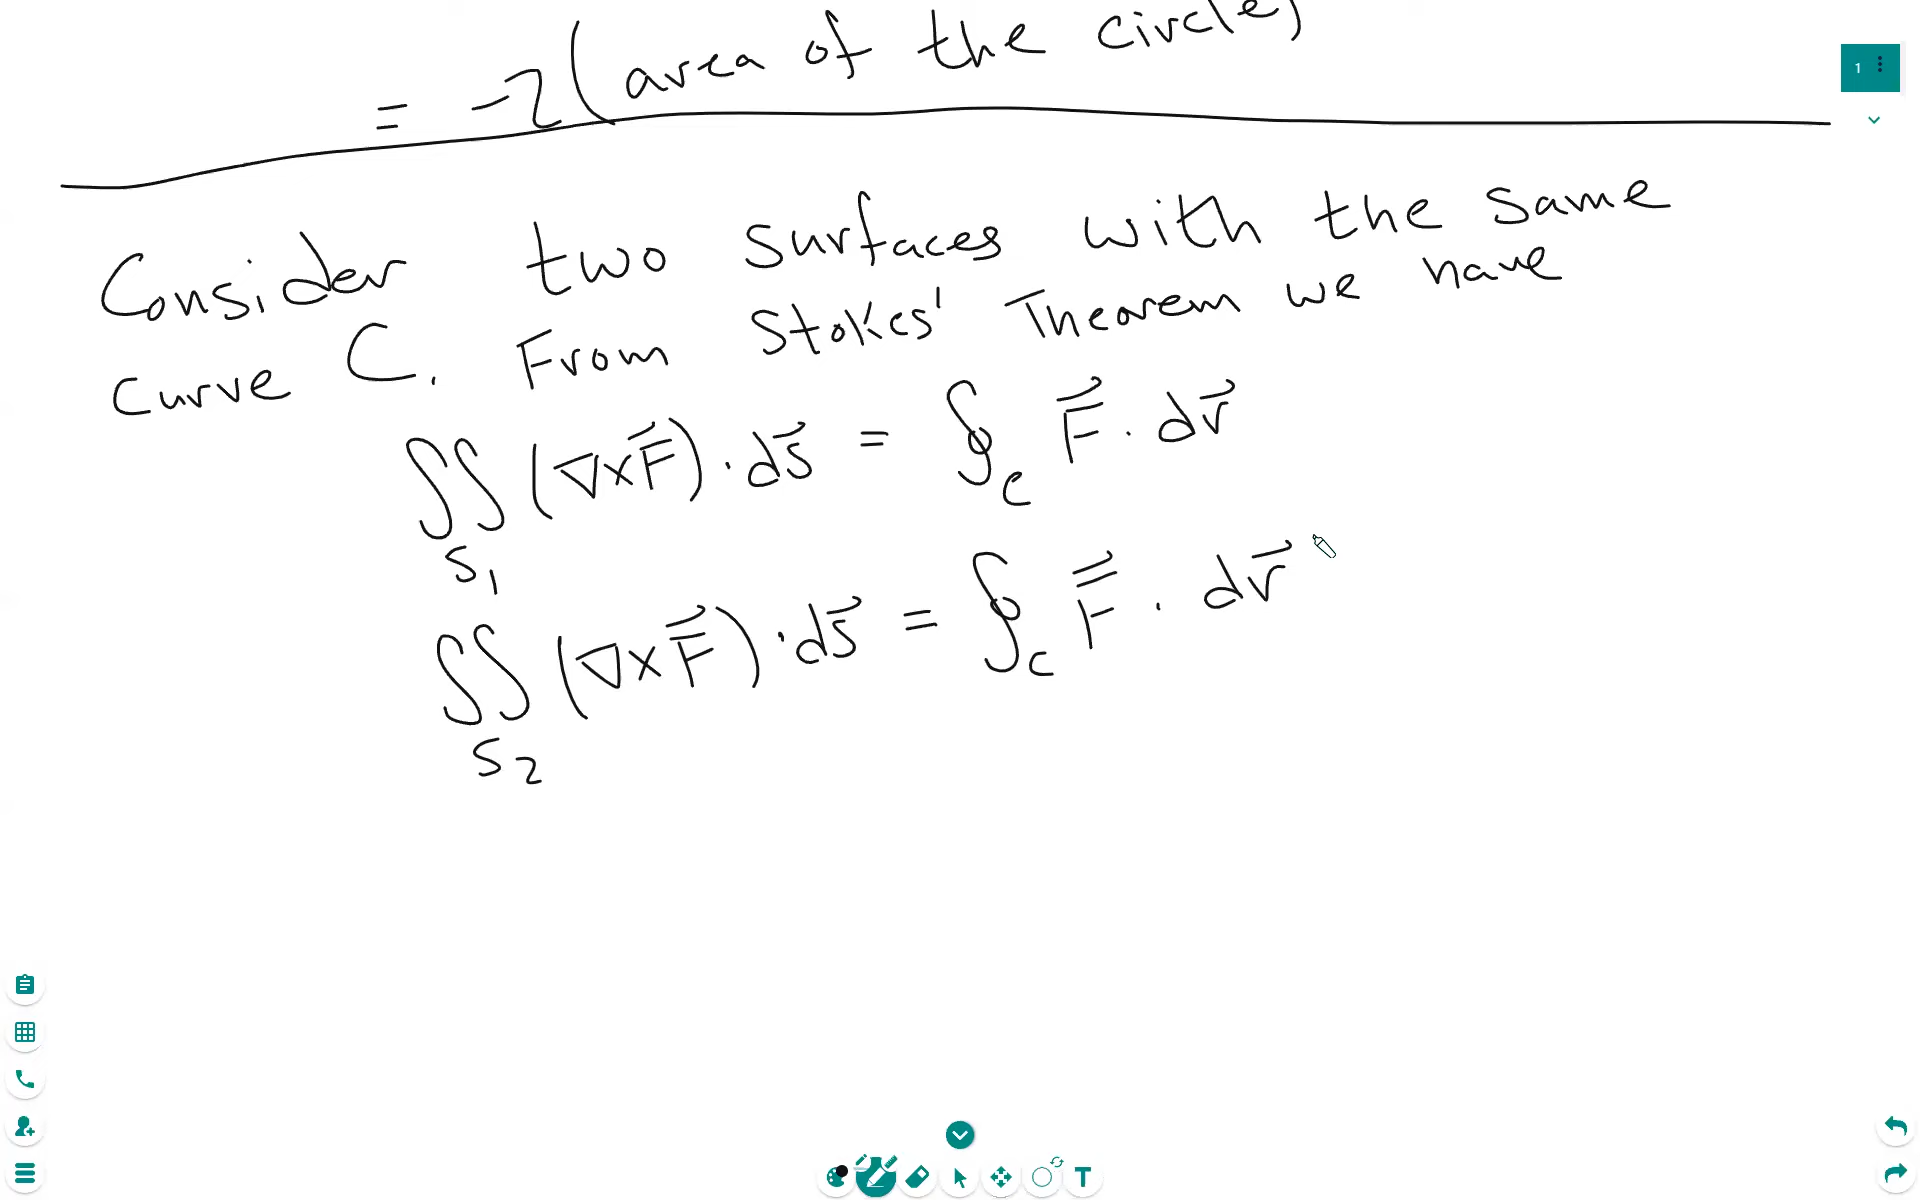 = -2(area of the circle)
1
Consider two surfaces with the same
curve C. From Stokes' Theorem we have
∬_{S_1} (∇×F⃗)·ds⃗ = ∮_C F⃗·dr⃗
∬_{S_2} (∇×F⃗)·ds⃗ = ∮_C F⃗·dr⃗
T